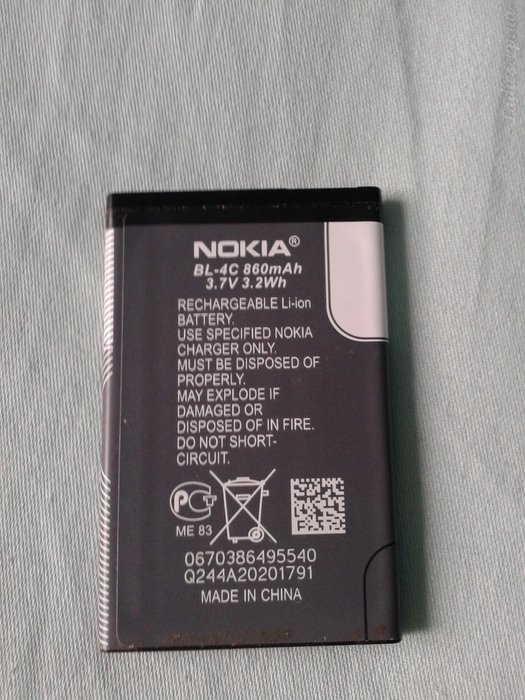 NOKIA®
BL-4C 860mAh
3.7V 3.2Wh
RECHARGEABLE Li-ion
BATTERY.
USE SPECIFIED NOKIA
CHARGER ONLY.
MUST BE DISPOSED OF
PROPERLY.
MAY EXPLODE IF
DAMAGED OR
DISPOSED OF IN FIRE.
DO NOT SHORT-
CIRCUIT.
РСТ
ME 83
0670386495540
Q244A20201791
MADE IN CHINA